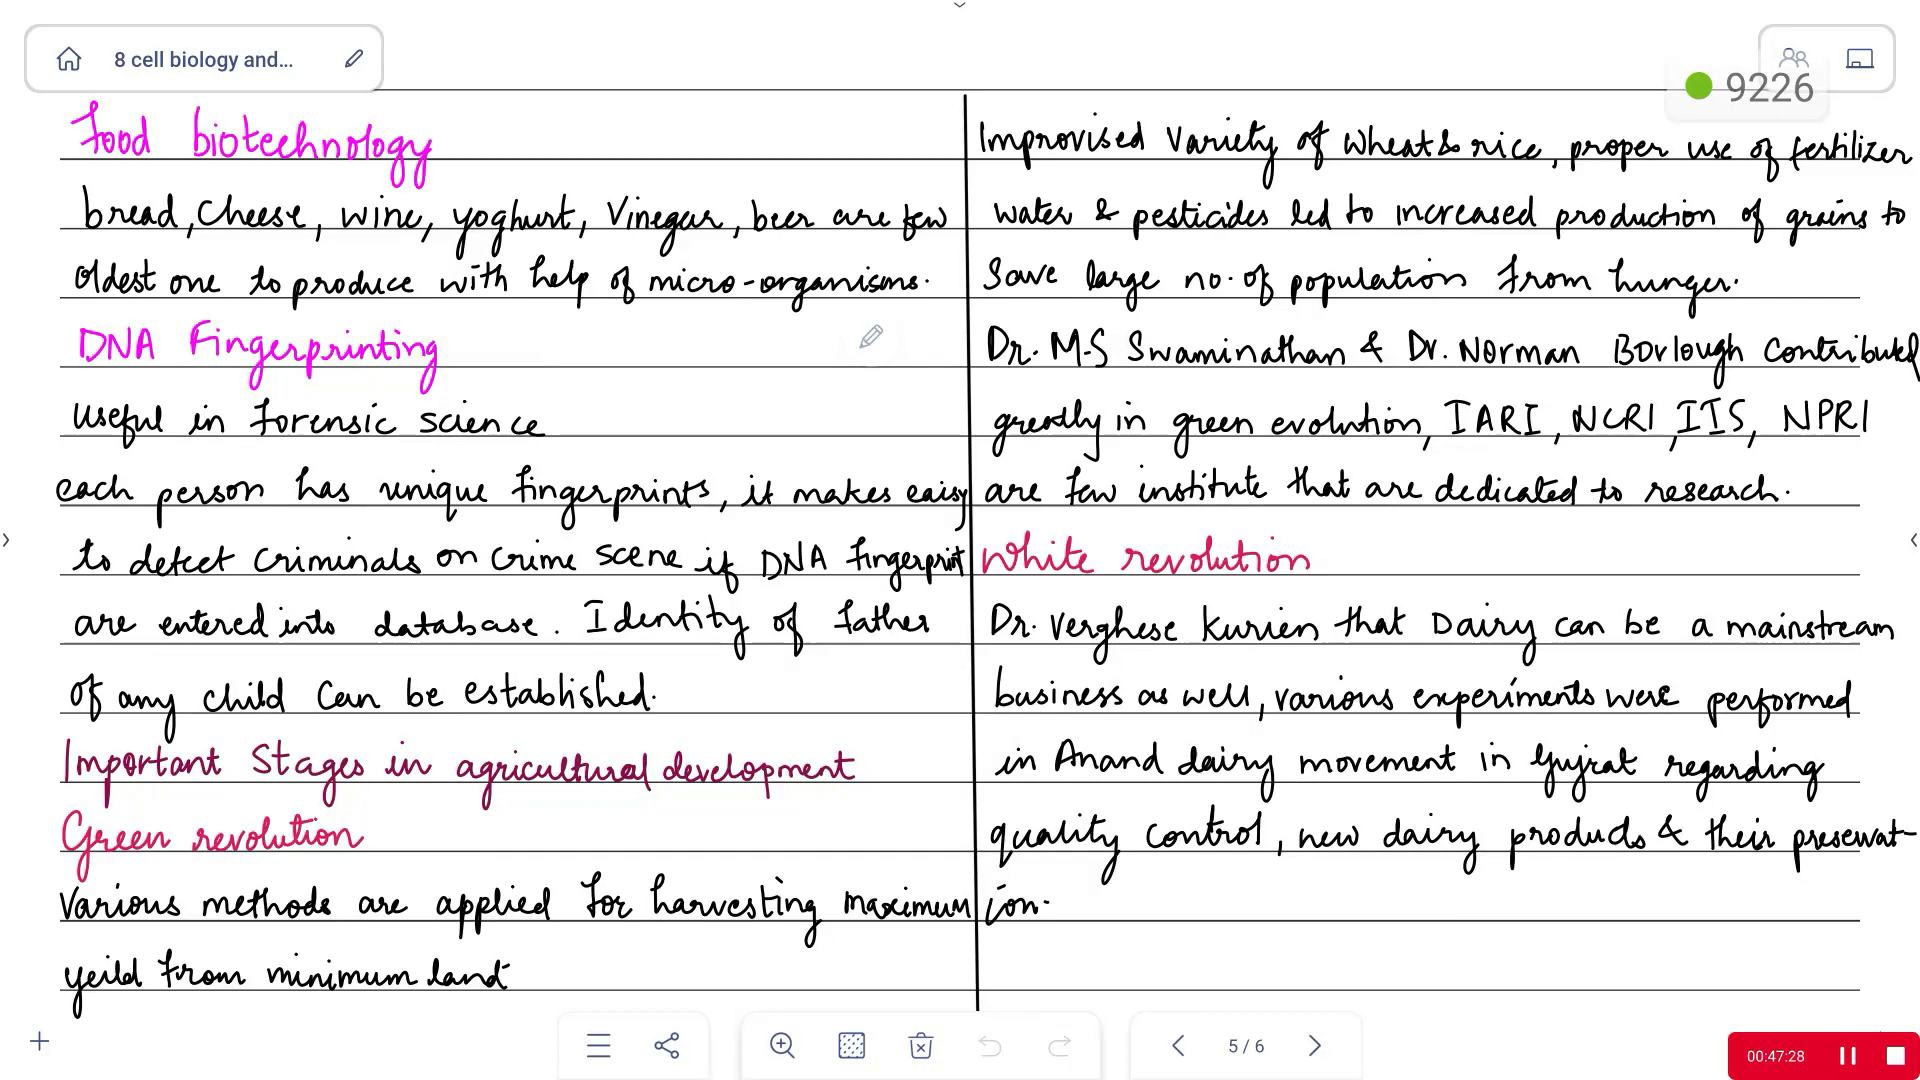 8 cell biology and...
9226
Food biotechnology
bread, Cheese, wine, yoghurt, Vinegar, beer are few
oldest one to produce with help of micro-organisms.
DNA Fingerprinting
Useful in forensic science
each person has unique fingerprints, it makes eaisy
to detect criminals on crime scene if DNA fingerprint
are entered into database. Identity of father
of any child can be established.
Important Stages in agricultural development
Green revolution
Various methods are applied for harvesting maximum
yeild from minimum land
Improvised Variety of wheat & rice, proper use of fertilizer
water & pesticides led to increased production of grains to
save large no. of population from hunger.
Dr. M.S Swaminathan & Dr. Norman Borlough contributed
greatly in green evolution, IARI, NCRI, IIS, NPRI
are few institute that are dedicated to research.
White revolution
Dr. Verghese Kurien that Dairy can be a mainstream
business as well, various experiments were performed
in Anand dairy movement in Gujrat regarding
quality control, new dairy products & their preservat-
ion.
5 / 6
00:47:28